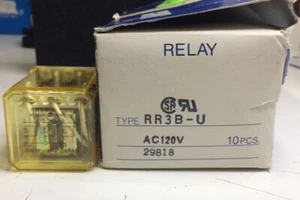 RELAY
TYPE RR3B-U
AC120V 10PCS.
29818